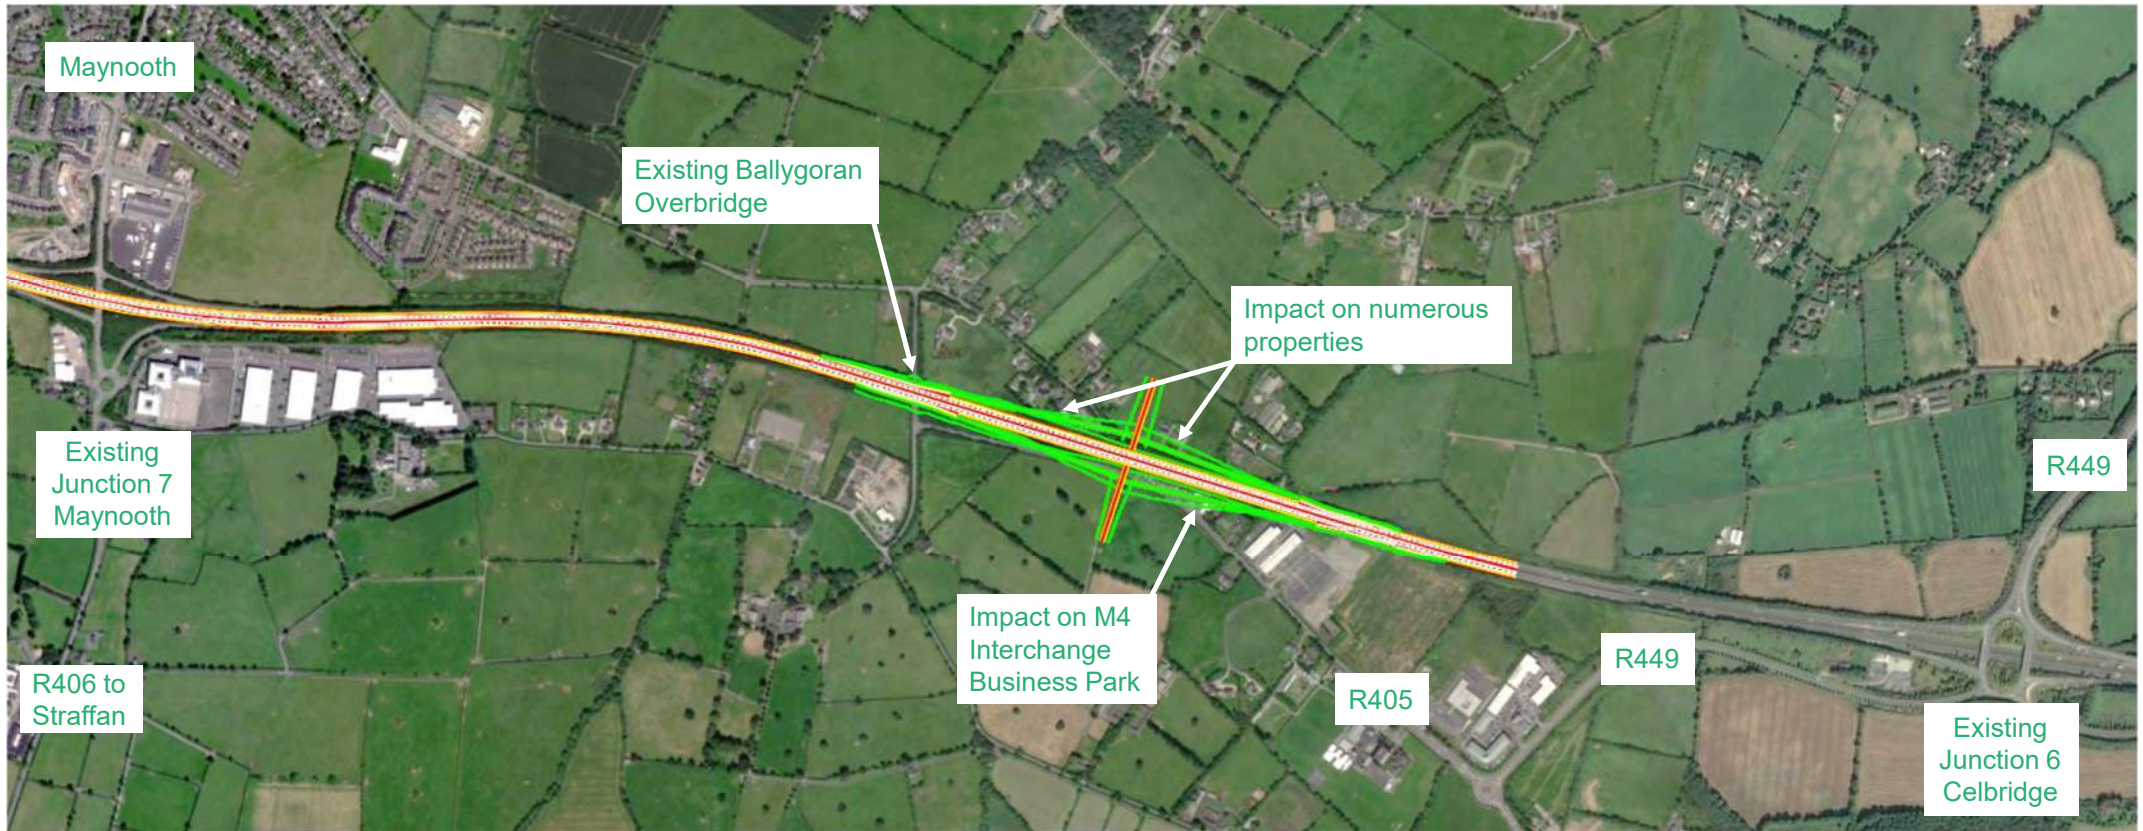 Maynooth
Existing Ballygoran
Overbridge
Impact on numerous
properties
Existing
Junction 7
Maynooth
R449
Impact on M4
Interchange
Business Park
R449
R406 to
Straffan
R405
Existing
Junction 6
Celbridge